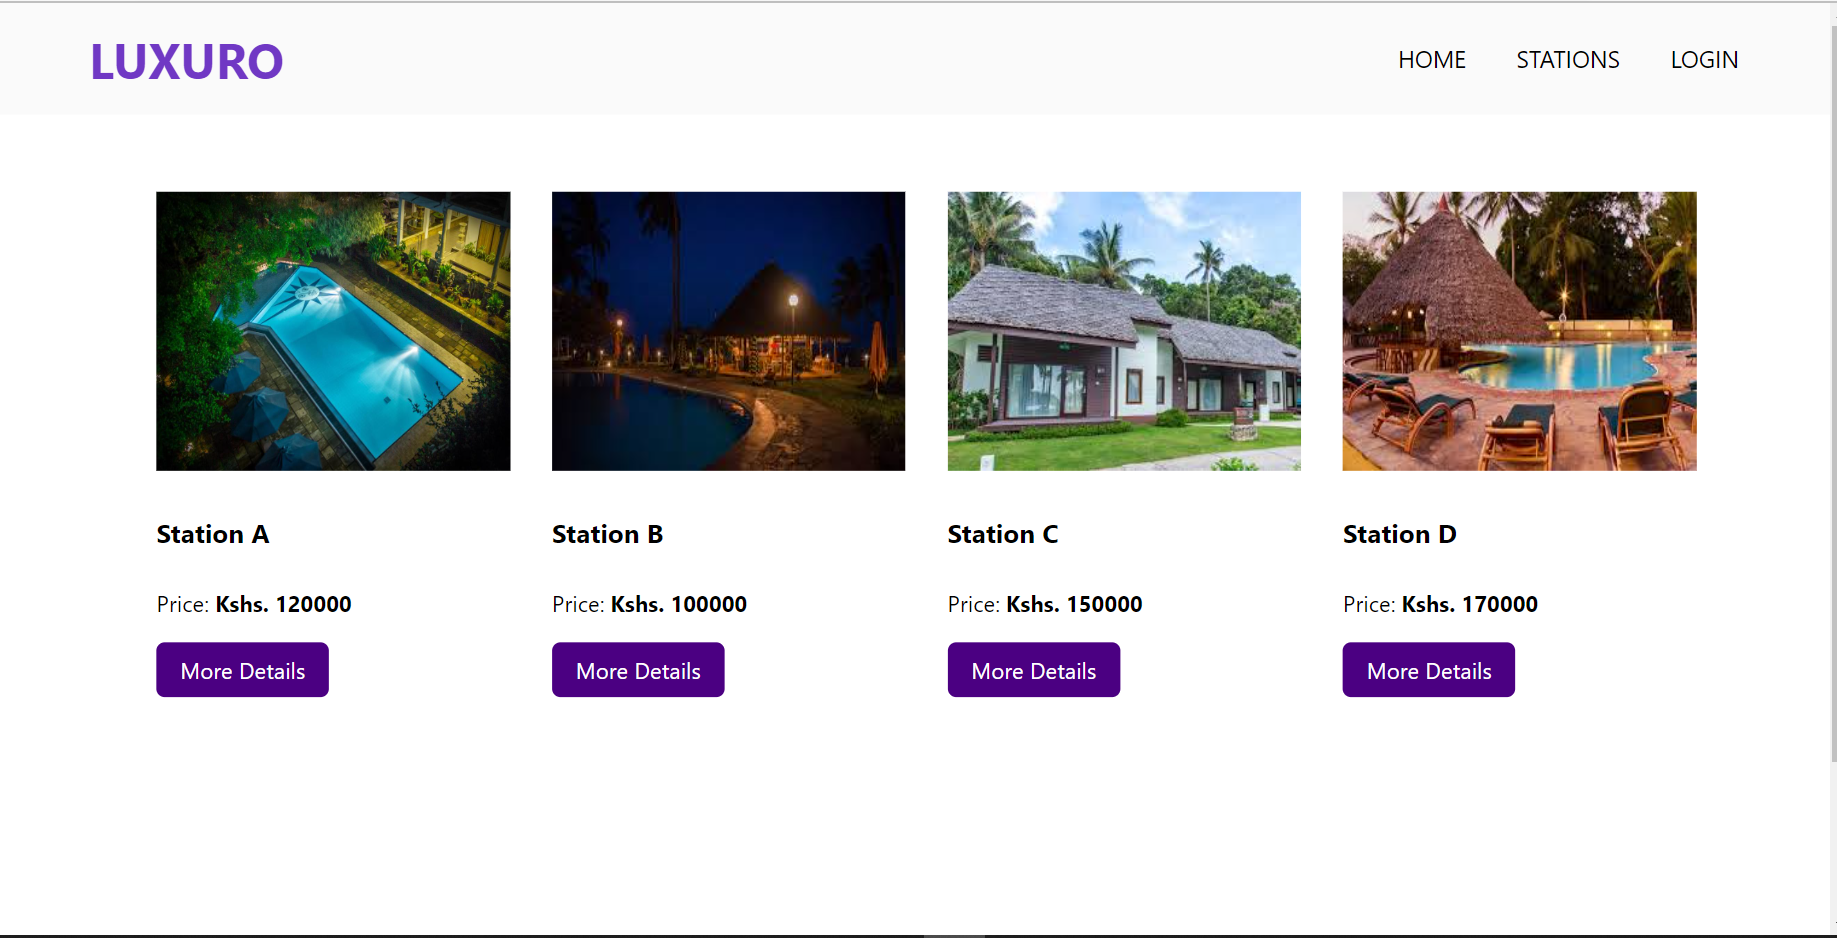 LUXURO
HOME STATIONS LOGIN
Station A
Price: Kshs. 120000
More Details
Station B
Price: Kshs. 100000
More Details
Station C
Price: Kshs. 150000
More Details
Station D
Price: Kshs. 170000
More Details